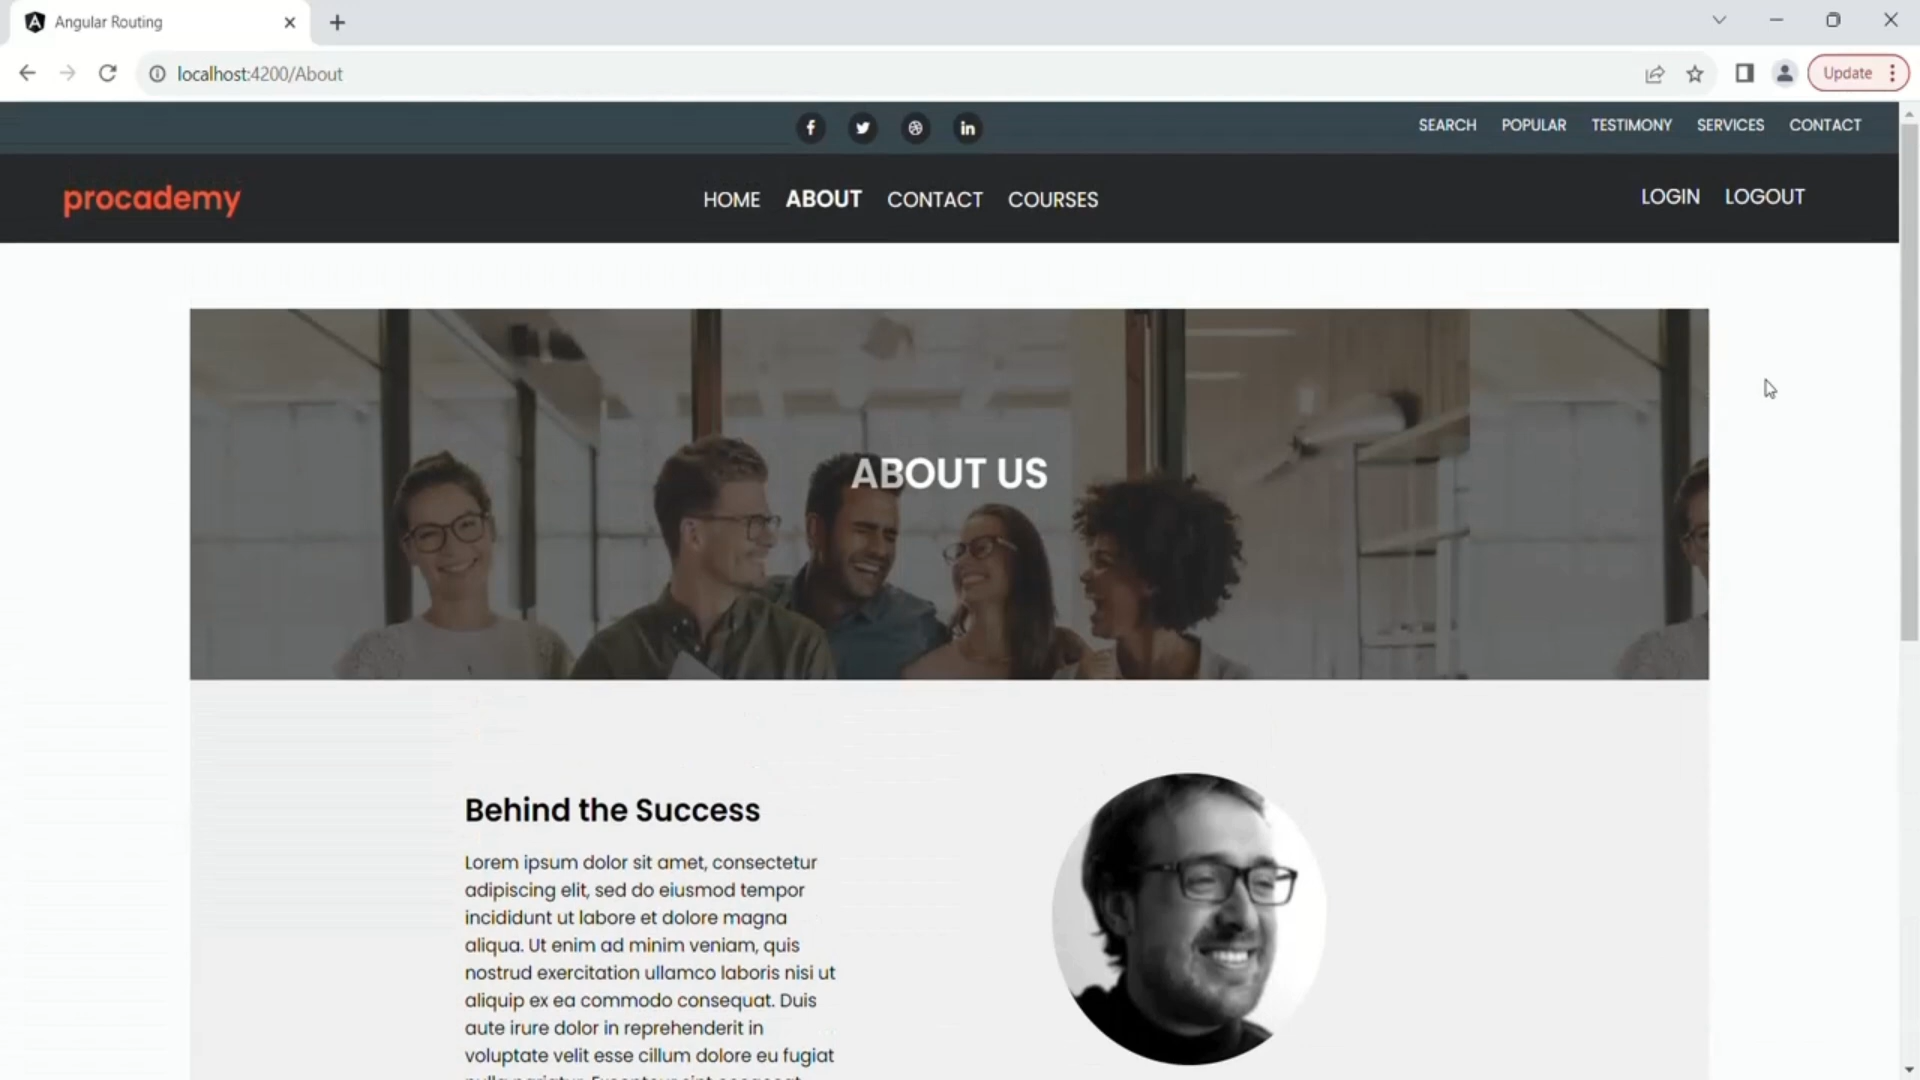 Angular Routing
localhost:4200/About
Update
f in
SEARCH POPULAR TESTIMONY SERVICES CONTACT
procademy
HOME ABOUT CONTACT COURSES
LOGIN LOGOUT
ABOUT US
Behind the Success
Lorem ipsum dolor sit amet, consectetur
adipiscing elit, sed do eiusmod tempor
incididunt ut labore et dolore magna
aliqua. Ut enim ad minim veniam, quis
nostrud exercitation ullamco laboris nisi ut
aliquip ex ea commodo consequat. Duis
aute irure dolor in reprehenderit in
voluptate velit esse cillum dolore eu fugiat